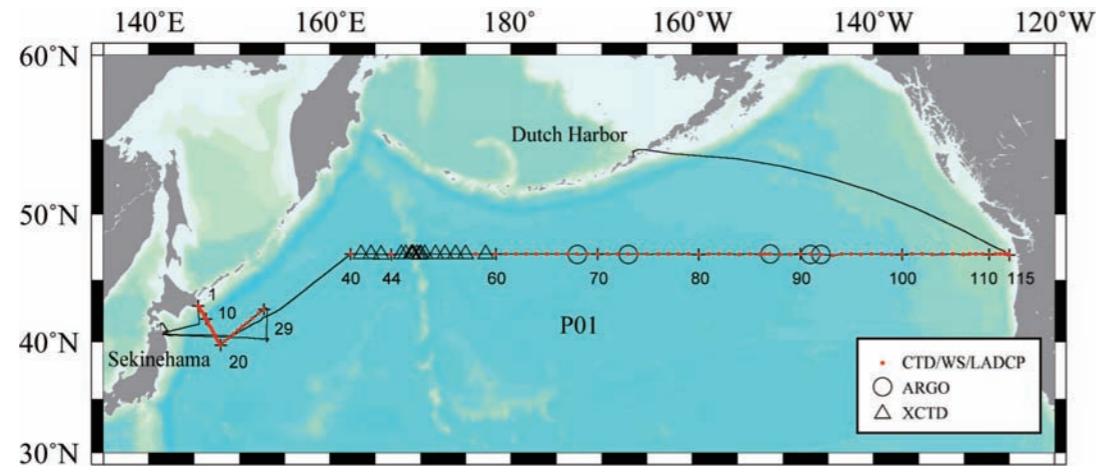 140˚E 160˚E 180˚ 160˚W 140˚W 120˚W
60˚N
Dutch Harbor
50˚N
40 44 60 70 80 90 100 110 115
1
10
29
P01
40˚N
Sekinehama
20
CTD/WS/LADCP
ARGO
XCTD
30˚N